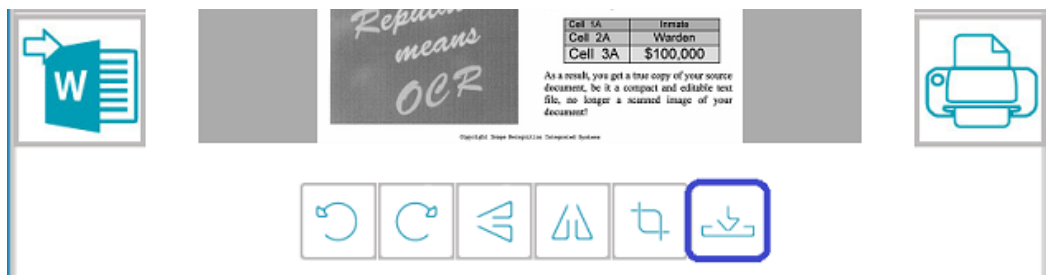 W
means
OCR
Cell 1A Inmate
Cell 2A Warden
Cell 3A $100,000
As a result, you get a true copy of your source
document, be it a compact and editable text
file, no longer a scanned image of your
document!
Copyright Image Recognition Integrated Systems